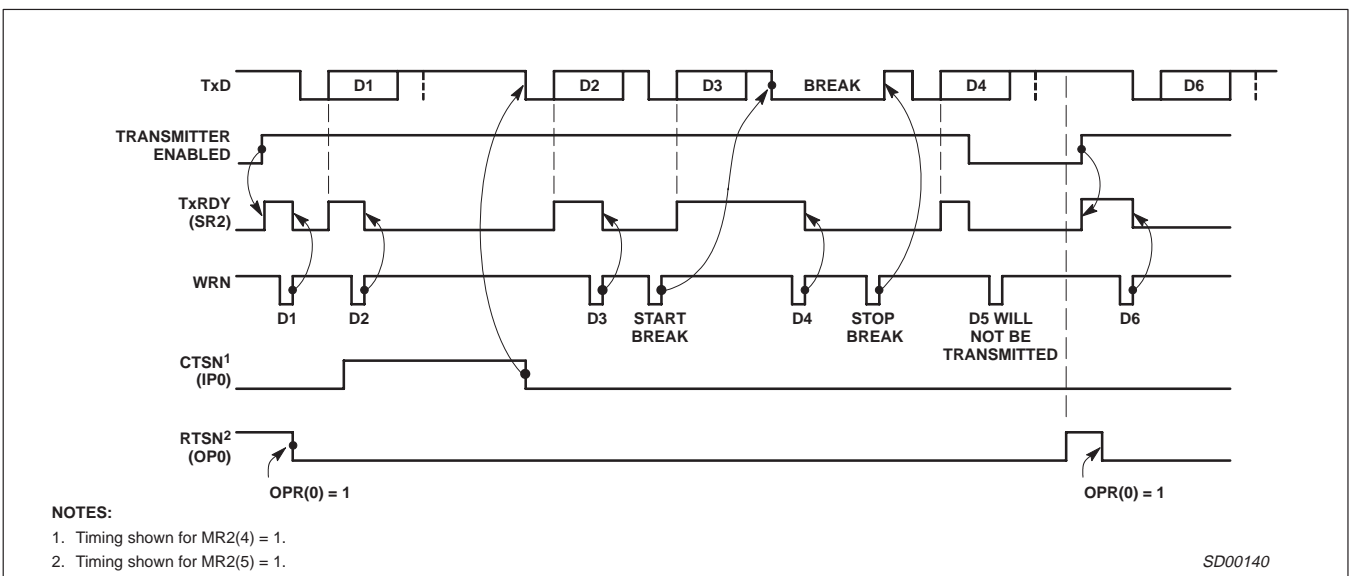 TxD D1 D2 D3 BREAK D4 D6
TRANSMITTER
ENABLED
TxRDY
(SR2)
WRN
D1 D2 D3 START
BREAK D4 STOP
BREAK D5 WILL
NOT BE
TRANSMITTED D6
CTSN1
(IP0)
RTSN2
(OP0)
OPR(0) = 1 OPR(0) = 1
NOTES:
1. Timing shown for MR2(4) = 1.
2. Timing shown for MR2(5) = 1.
SD00140